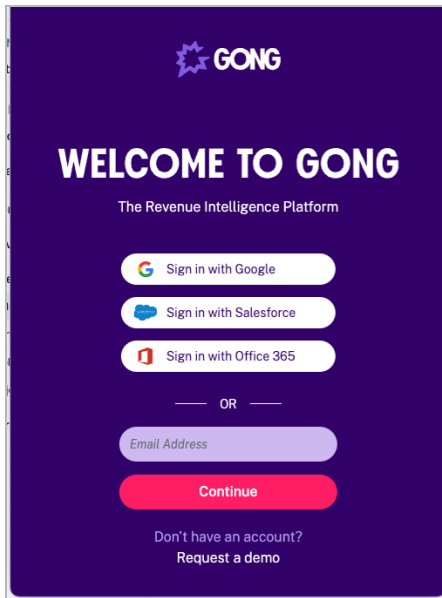 GONG
WELCOME TO GONG
The Revenue Intelligence Platform
Sign in with Google
Sign in with Salesforce
Sign in with Office 365
OR
Email Address
Continue
Don't have an account?
Request a demo